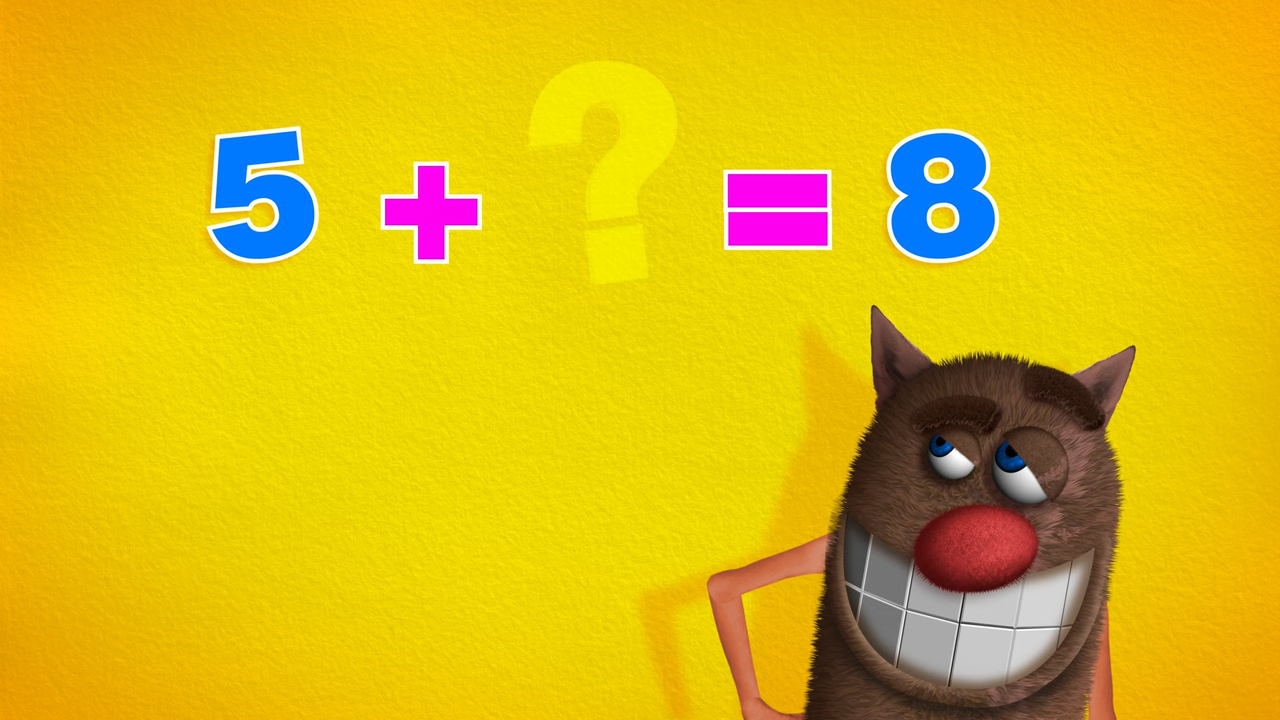 5 + ? = 8